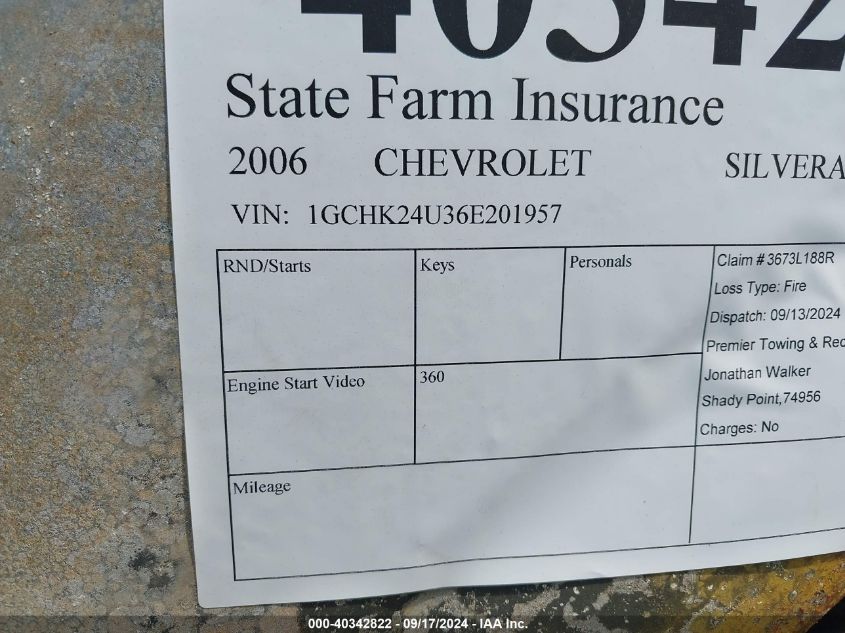 40342
State Farm Insurance
2006 CHEVROLET SILVERA
VIN: 1GCHK24U36E201957
RND/Starts
Keys
Personals
Claim # 3673L188R
Loss Type: Fire
Dispatch: 09/13/2024
Premier Towing & Rec
Jonathan Walker
Shady Point,74956
Charges: No
Engine Start Video
360
Mileage
000-40342822 - 09/17/2024 - IAA Inc.